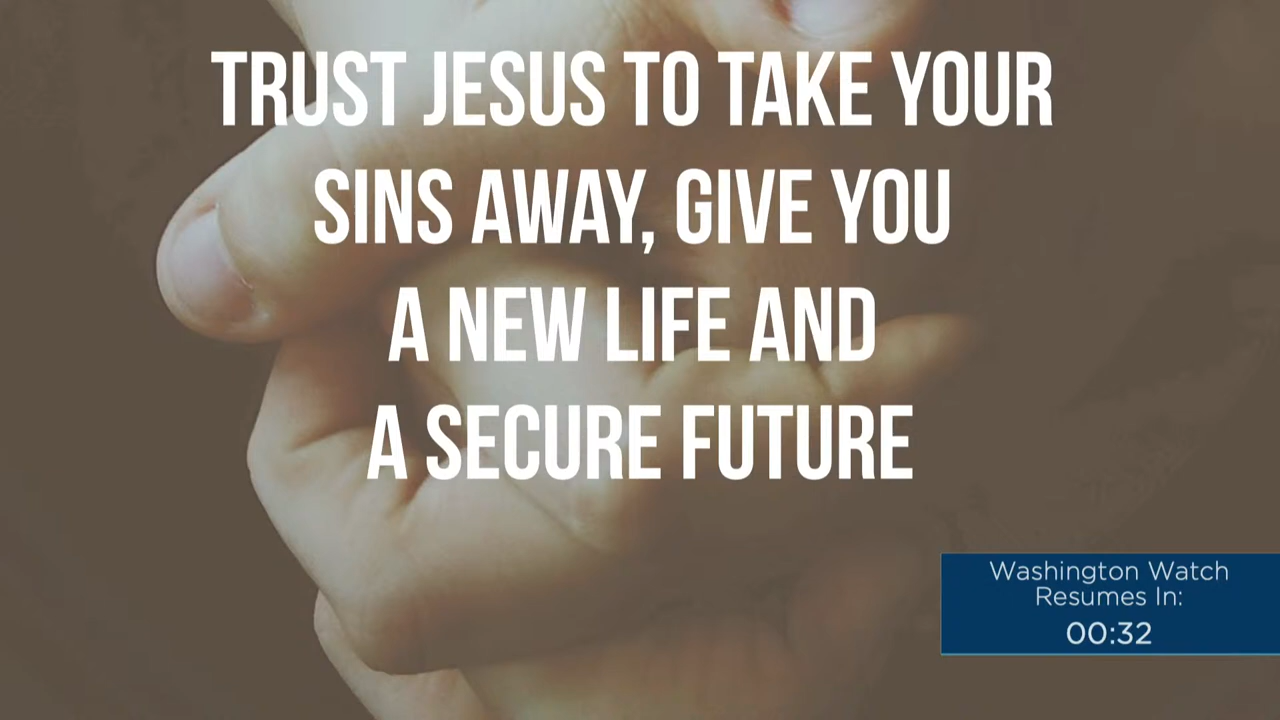 TRUST JESUS TO TAKE YOUR
SINS AWAY, GIVE YOU
A NEW LIFE AND
A SECURE FUTURE
Washington Watch
Resumes In:
00:32